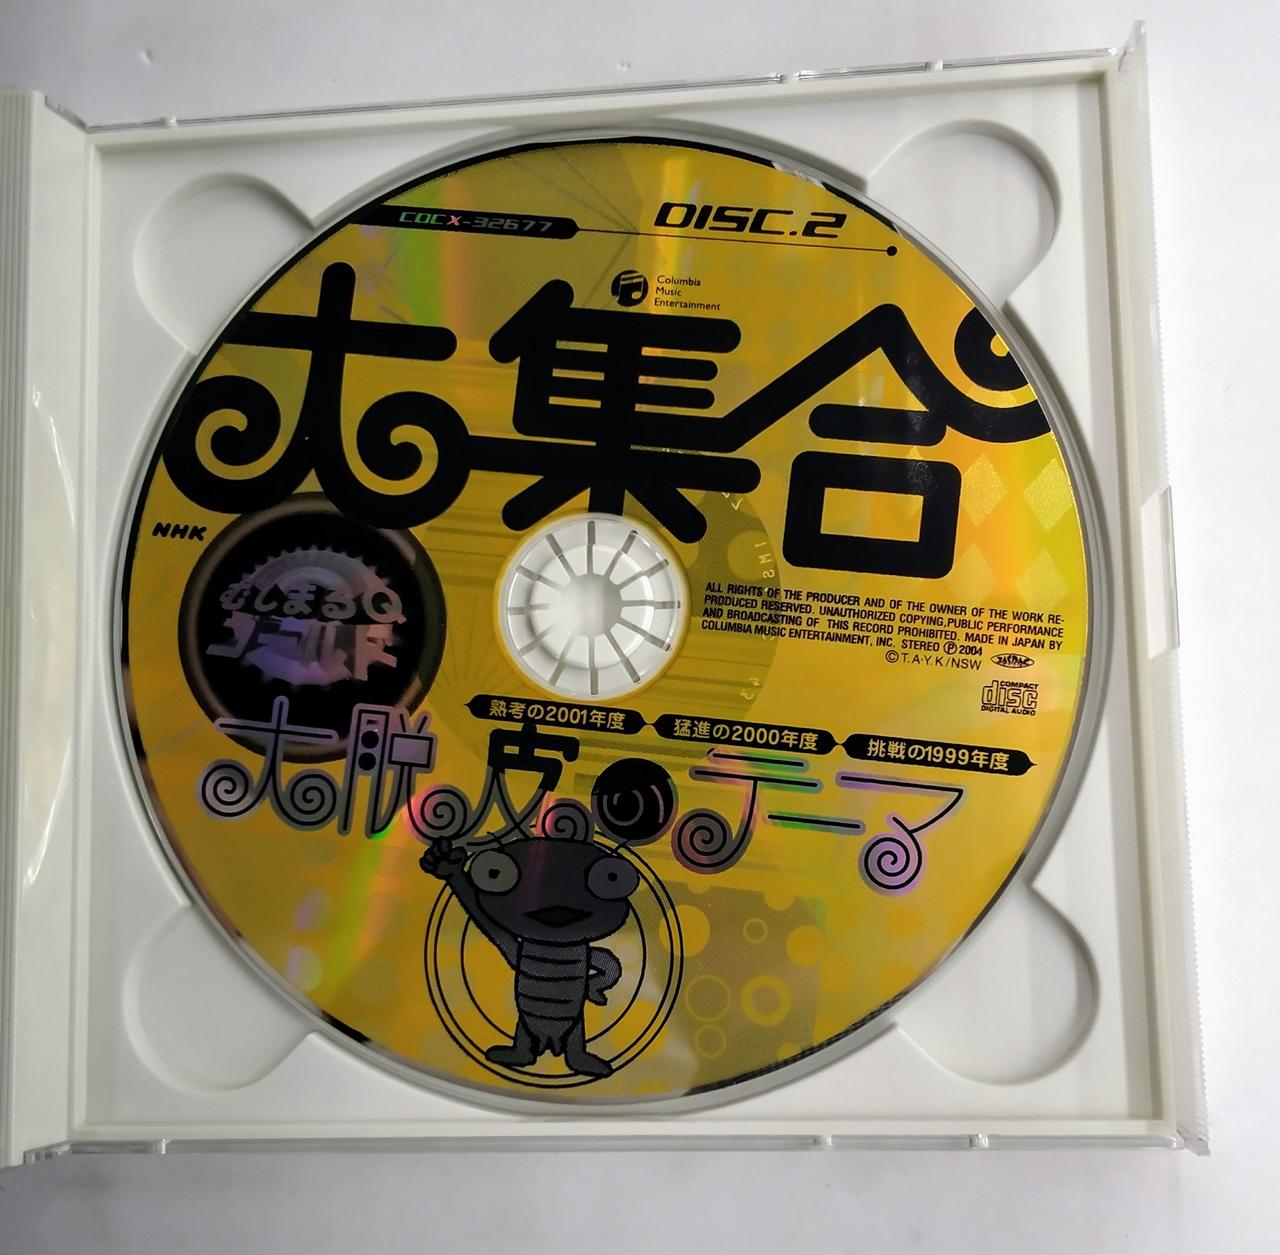 COCX-32677
DISC.2
Columbia
Music
Entertainment
大集合
NHK
むしまるQ
ゴールド
ALL RIGHTS OF THE PRODUCER AND OF THE OWNER OF THE WORK RE-
PRODUCED RESERVED. UNAUTHORIZED COPYING,PUBLIC PERFORMANCE
AND BROADCASTING OF THIS RECORD PROHIBITED. MADE IN JAPAN BY
COLUMBIA MUSIC ENTERTAINMENT, INC. STEREO Ⓟ2004
©T.A.Y.K/NSW
JASRAC
COMPACT
disc
DIGITAL AUDIO
熟考の2001年度 猛進の2000年度 挑戦の1999年度
大脱皮のテーマ